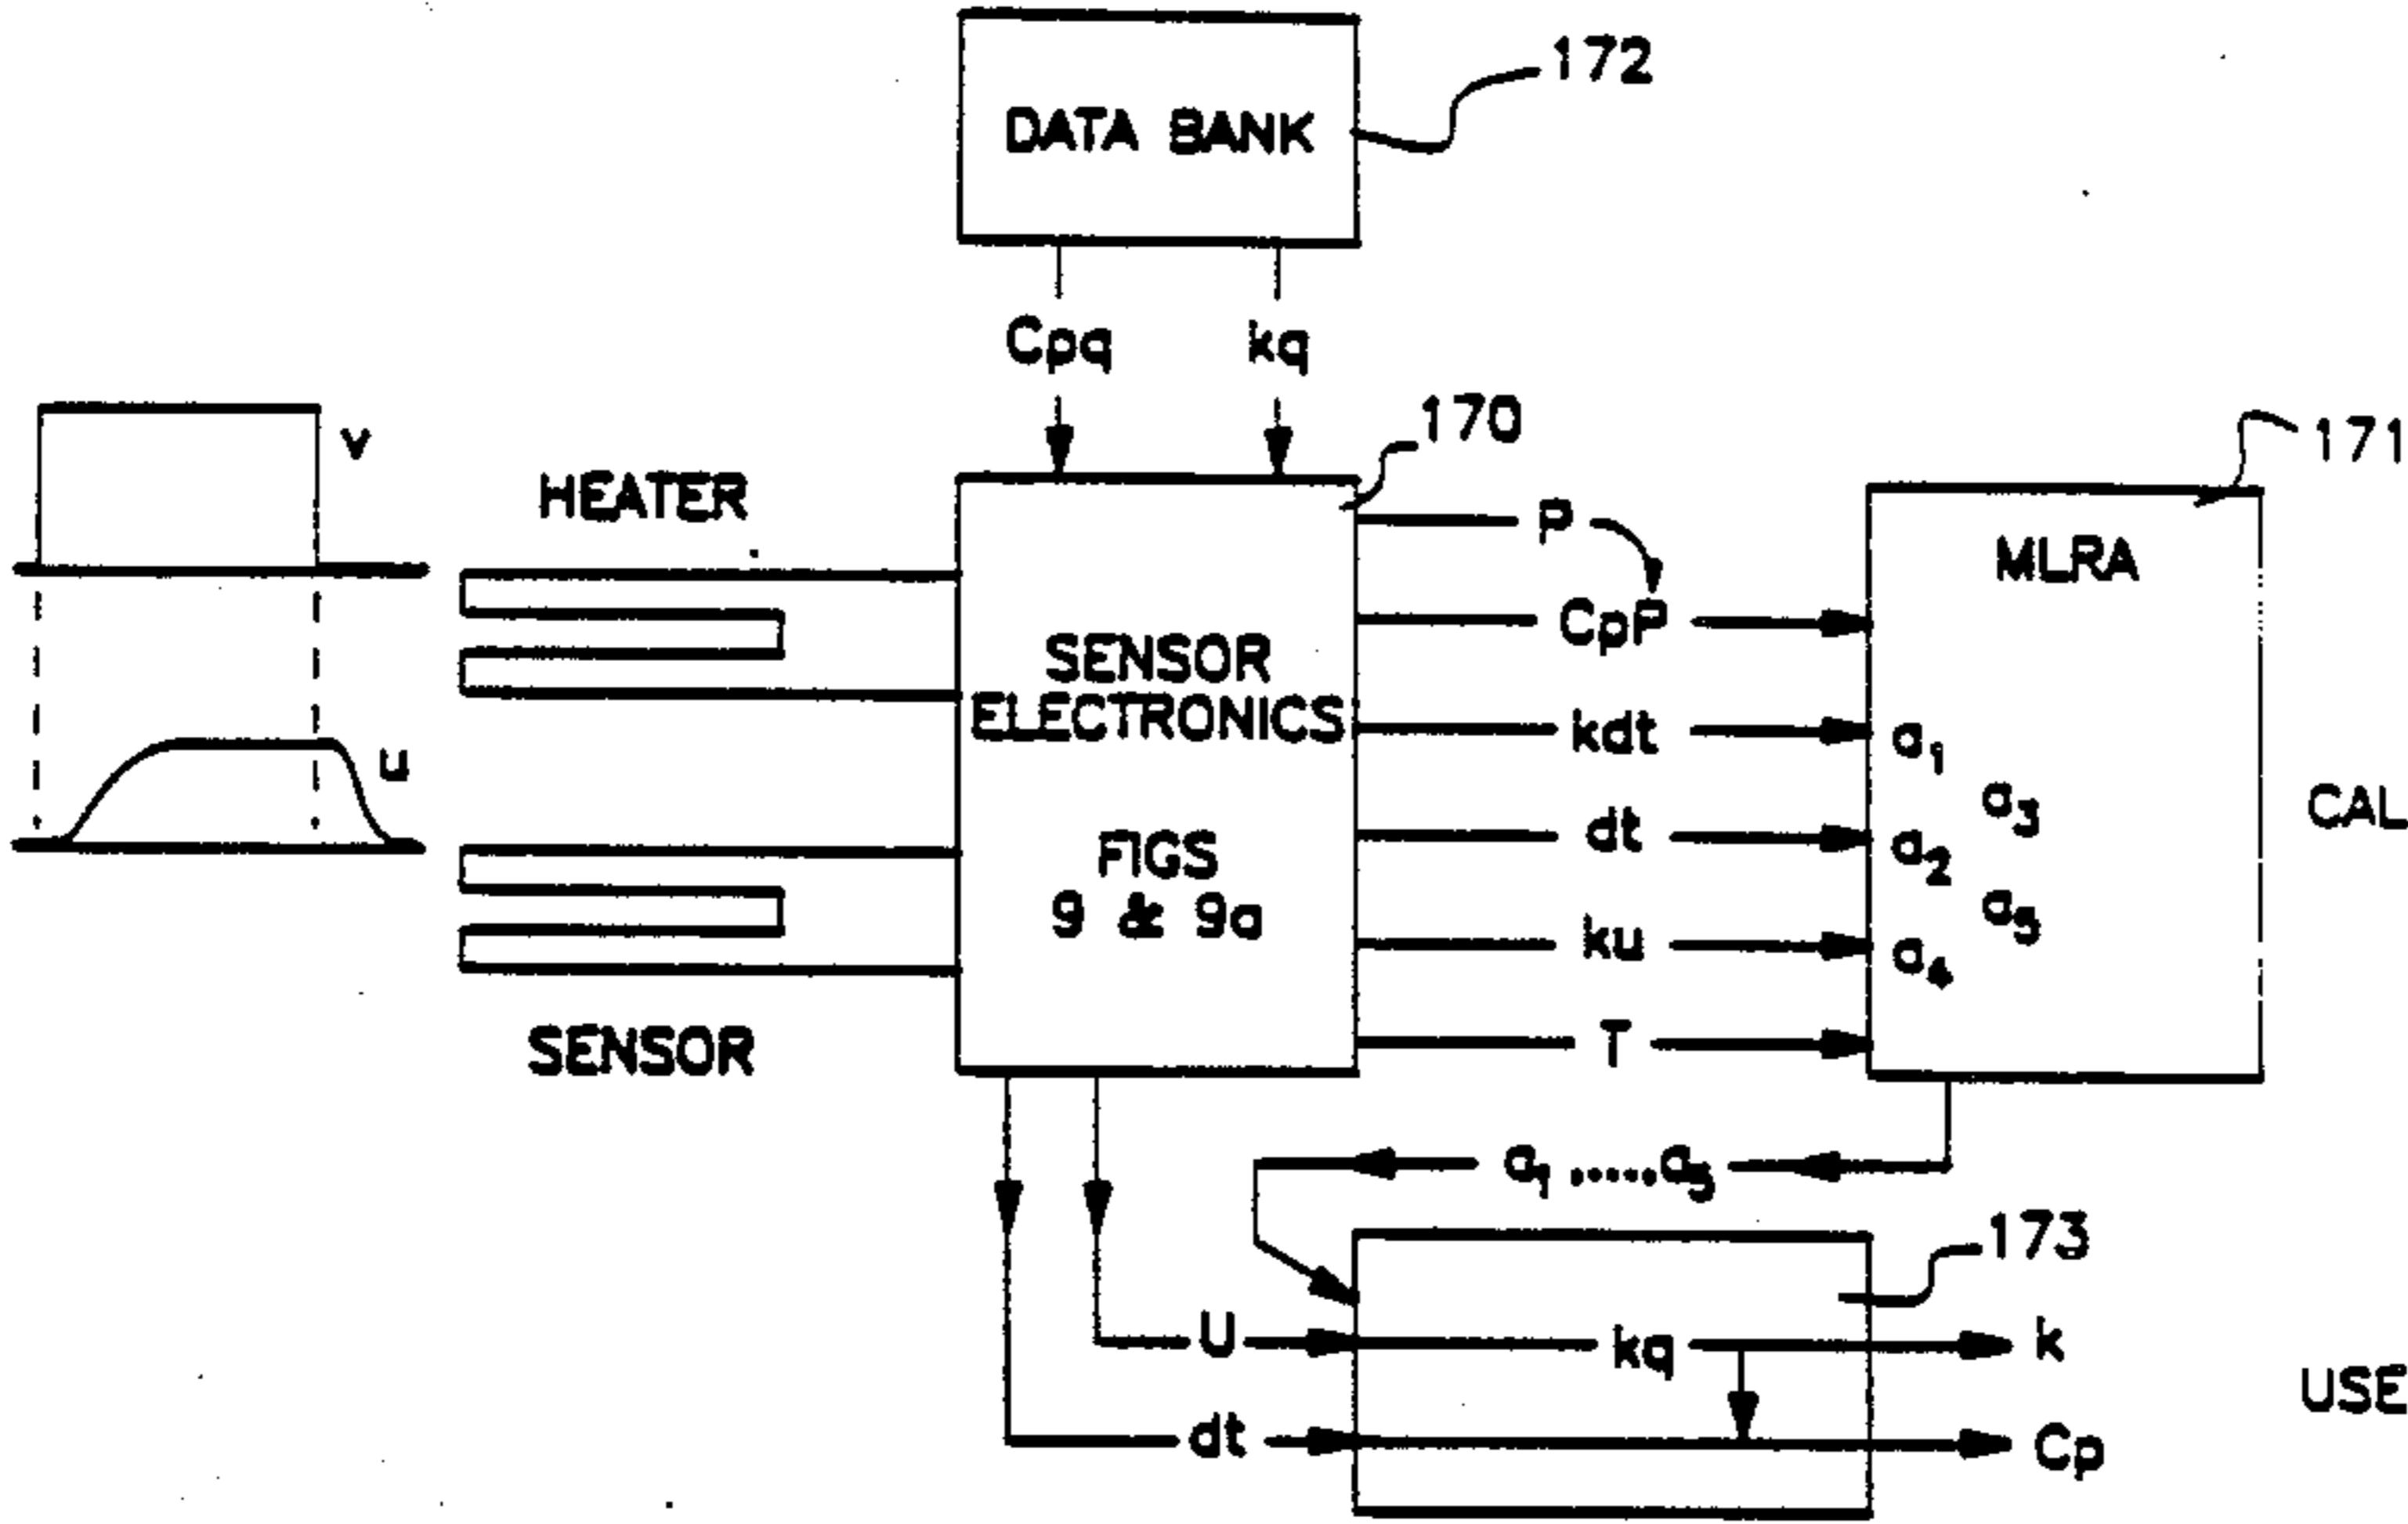 172
DATA BANK
Cpq kq
170
171
v
HEATER
P
MLRA
CpP
SENSOR
ELECTRONICS
kdt
a1
u
a3
CAL
dt
FIGS
a2
9 & 9a
a5
ku
a4
SENSOR
T
a1 .....a5
173
U
kq
k
USE
dt
Cp